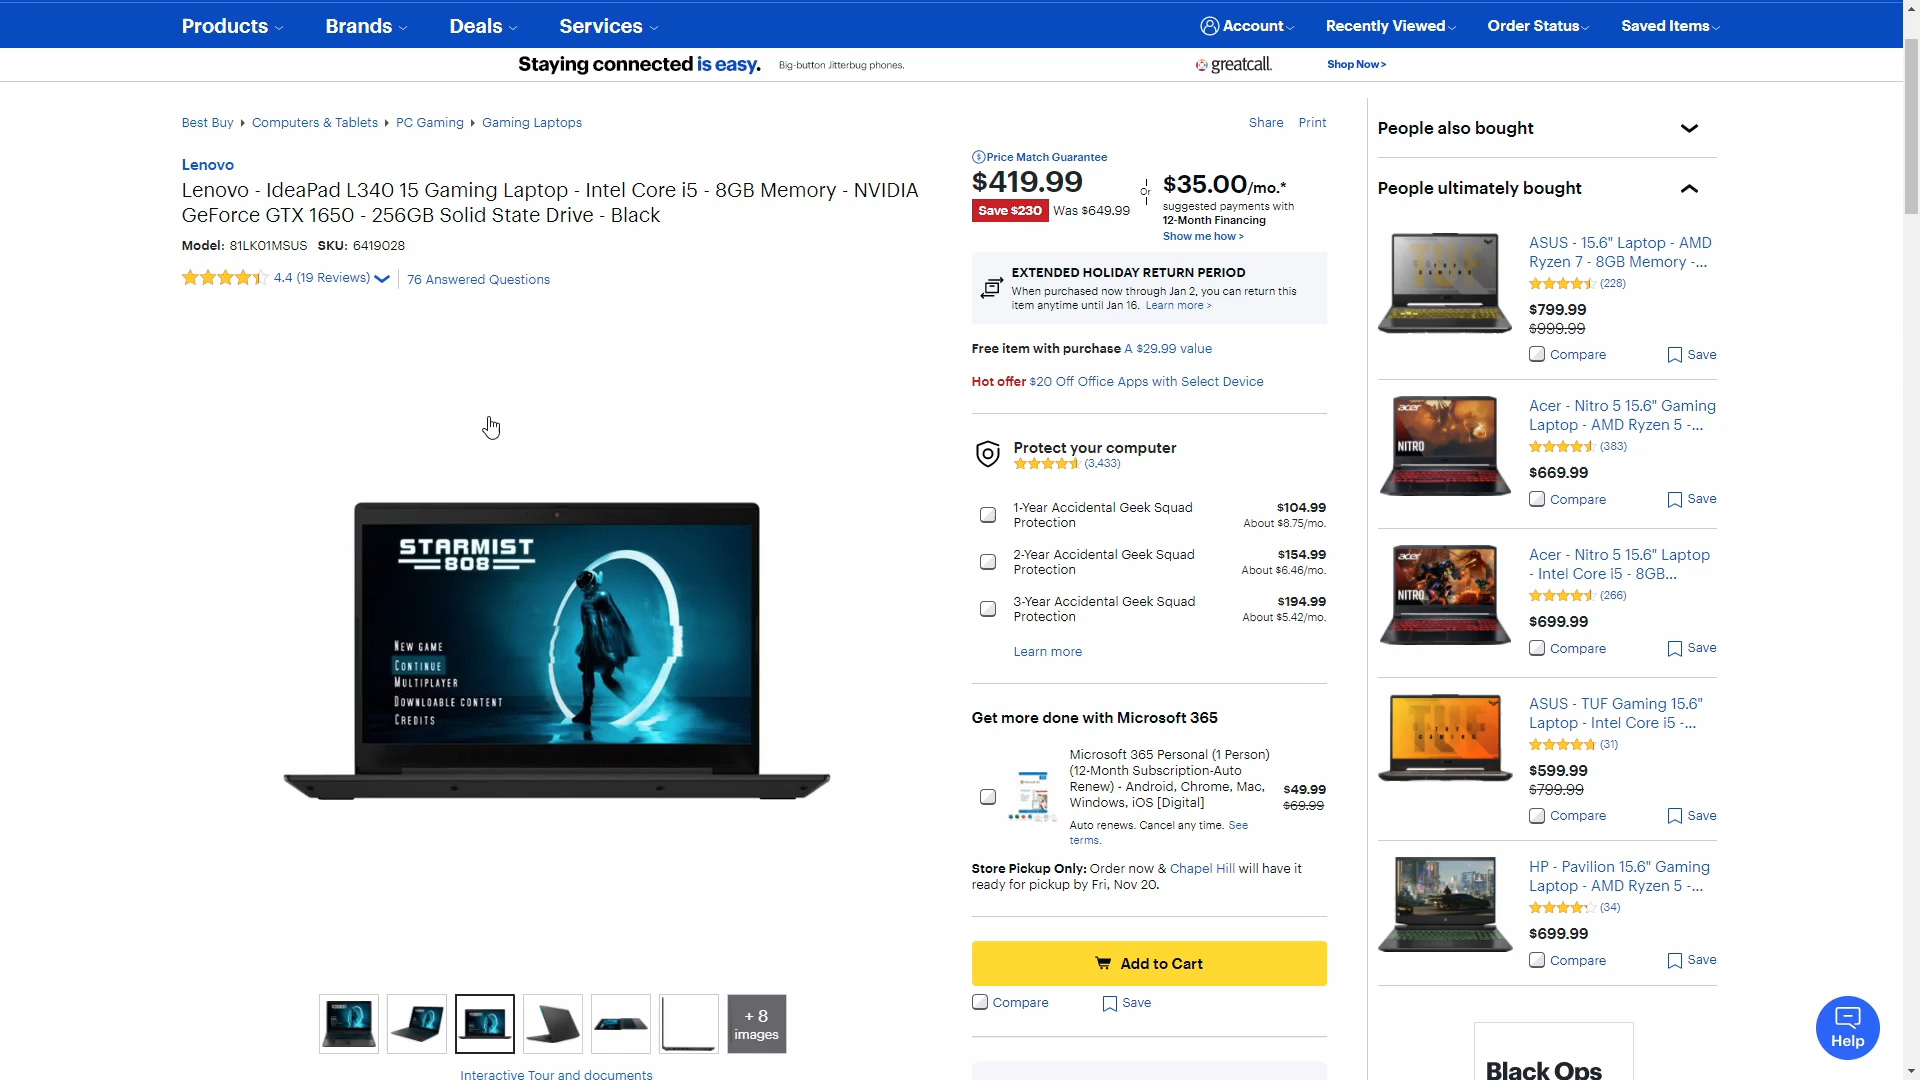 Products
Brands
Deals
Services
Account
Recently Viewed
Order Status
Saved Items
Staying connected is easy.
Big-button Jitterbug phones.
greatcall.
Shop Now>
Best Buy
Computers & Tablets
PC Gaming
Gaming Laptops
Share
Print
Lenovo
Lenovo - IdeaPad L340 15 Gaming Laptop - Intel Core i5 - 8GB Memory - NVIDIA
GeForce GTX 1650 - 256GB Solid State Drive - Black
Model: 81LK01MSUS SKU: 6419028
4.4 (19 Reviews)
76 Answered Questions
STARMIST
808
NEW GAME
CONTINUE
MULTIPLAYER
DOWNLOADABLE CONTENT
CREDITS
+ 8
images
Interactive Tour and documents
Price Match Guarantee
$419.99
Save $230 Was $649.99
Or
$35.00/mo.*
suggested payments with
12-Month Financing
Show me how >
EXTENDED HOLIDAY RETURN PERIOD
When purchased now through Jan 2, you can return this
item anytime until Jan 16. Learn more >
Free item with purchase A $29.99 value
Hot offer $20 Off Office Apps with Select Device
Protect your computer
(3,433)
1-Year Accidental Geek Squad
Protection
$104.99
About $8.75/mo.
2-Year Accidental Geek Squad
Protection
$154.99
About $6.46/mo.
3-Year Accidental Geek Squad
Protection
$194.99
About $5.42/mo.
Learn more
Get more done with Microsoft 365
Microsoft 365 Personal (1 Person)
(12-Month Subscription-Auto
Renew) - Android, Chrome, Mac,
Windows, iOS [Digital]
$49.99
$69.99
Auto renews. Cancel any time. See
terms.
Store Pickup Only: Order now & Chapel Hill will have it
ready for pickup by Fri, Nov 20.
Add to Cart
Compare
Save
People also bought
People ultimately bought
ASUS - 15.6" Laptop - AMD
Ryzen 7 - 8GB Memory -...
(228)
$799.99
$999.99
Compare
Save
acer
NITRO
Acer - Nitro 5 15.6" Gaming
Laptop - AMD Ryzen 5 -...
(383)
$669.99
Compare
Save
acer
NITRO
Acer - Nitro 5 15.6" Laptop
- Intel Core i5 - 8GB...
(266)
$699.99
Compare
Save
TUF
GAMING
ASUS - TUF Gaming 15.6"
Laptop - Intel Core i5 -...
(31)
$599.99
$799.99
Compare
Save
HP - Pavilion 15.6" Gaming
Laptop - AMD Ryzen 5 -...
(34)
$699.99
Compare
Save
Black Ops
Help